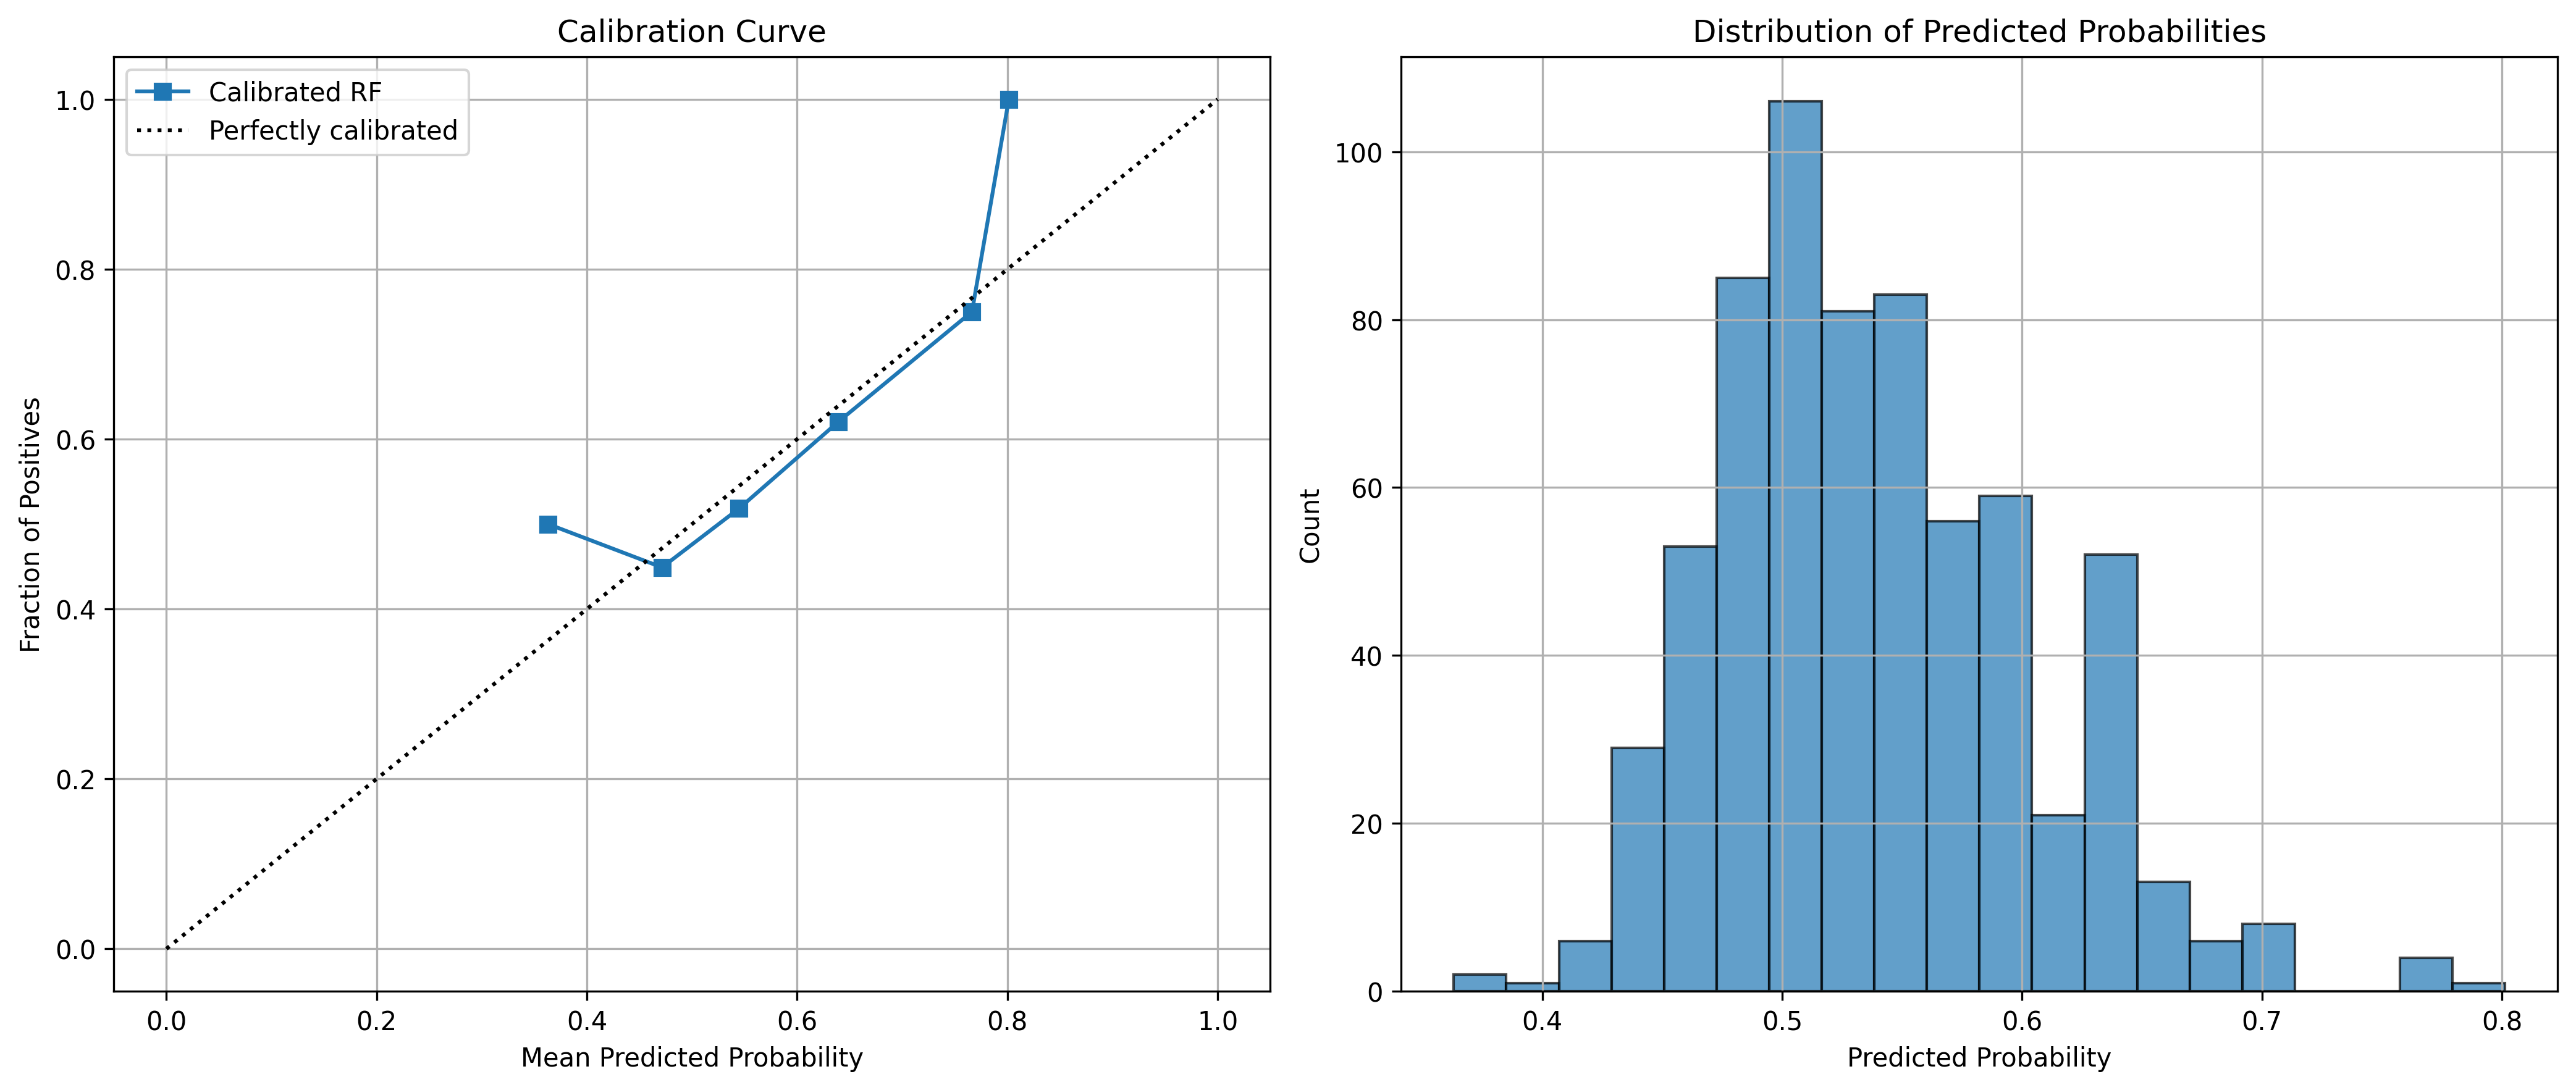 Calibration Curve
Calibrated RF
Perfectly calibrated
1.0
0.8
0.6
0.4
0.2
0.0
Fraction of Positives
0.0 0.2 0.4 0.6 0.8 1.0
Mean Predicted Probability
Distribution of Predicted Probabilities
100
80
60
40
20
0
Count
0.4 0.5 0.6 0.7 0.8
Predicted Probability